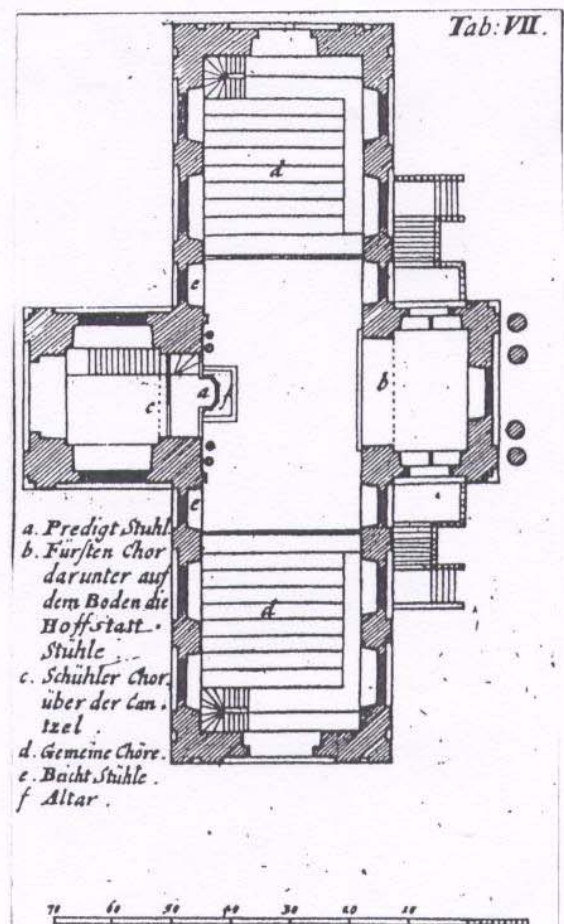 Tab: VII.
d
e
b
c
a
f
e
d
a. Predigt Stuhl
b. Fürsten Chor
darunter auf
dem Boden die
Hoffstatt-
Stühle
c. Schühler Chor,
über der Can-
tzel.
d. Gemeine Chöre.
e. Beicht Stühle.
f Altar.
70 60 50 40 30 20 10